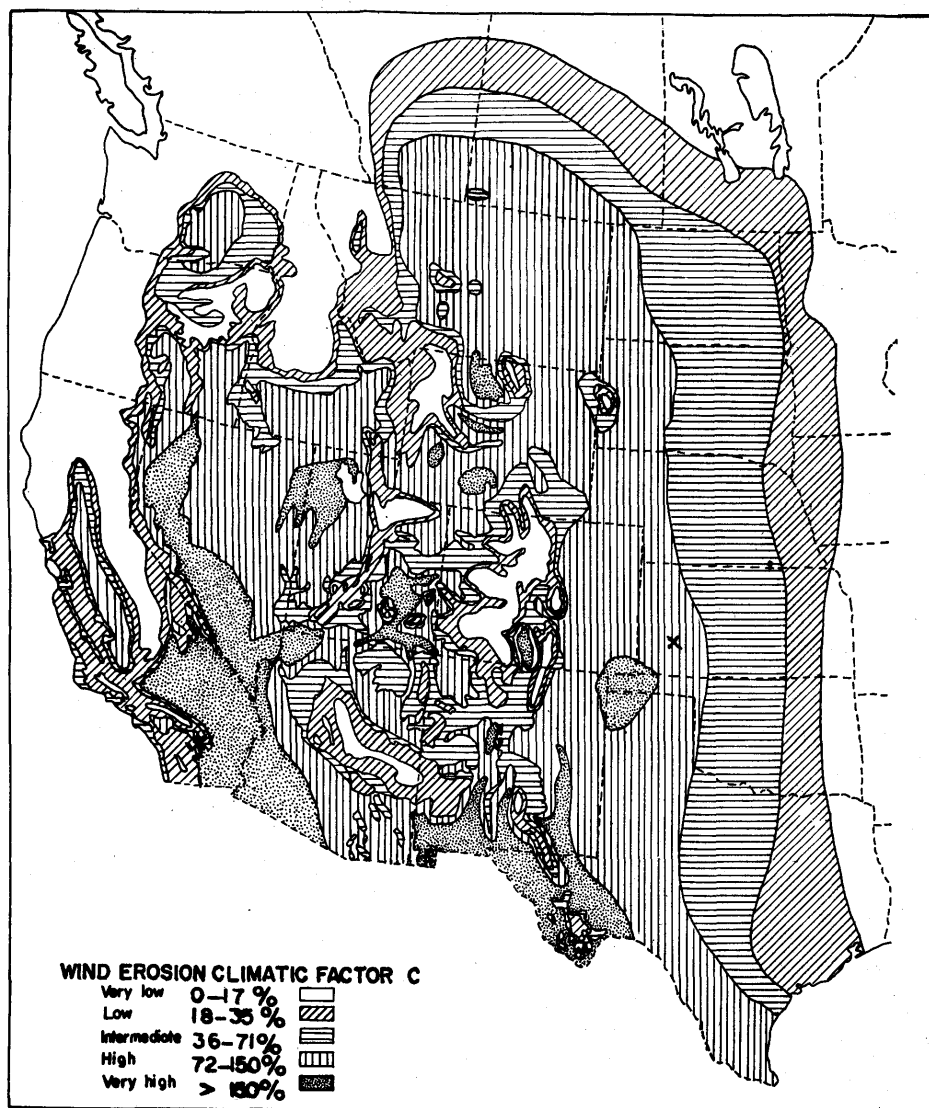 WIND EROSION CLIMATIC FACTOR C
Very low 0-17 %
Low 18-35 %
Intermediate 36-71%
High 72-150%
Very high > 150%
X